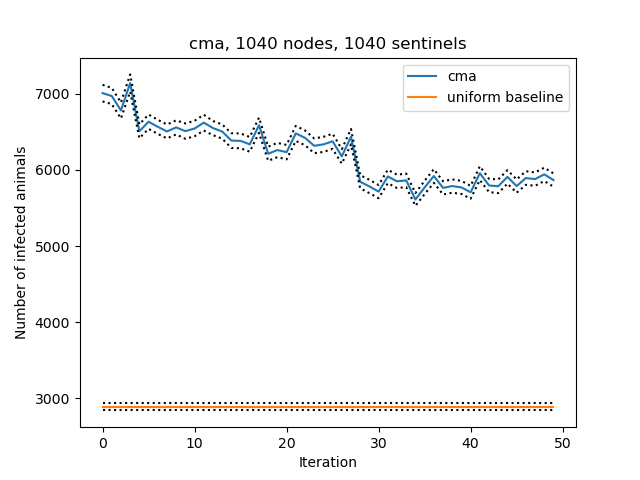 cma, 1040 nodes, 1040 sentinels
cma
uniform baseline
Number of infected animals
7000
6000
5000
4000
3000
0 10 20 30 40 50
Iteration